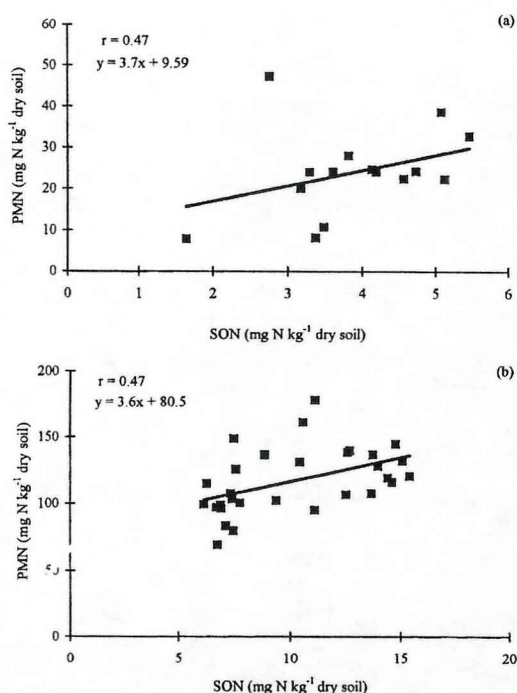 (a)
r = 0.47
y = 3.7x + 9.59
PMN (mg N kg⁻¹ dry soil)
60
50
40
30
20
10
0
0 1 2 3 4 5 6
SON (mg N kg⁻¹ dry soil)
(b)
r = 0.47
y = 3.6x + 80.5
PMN (mg N kg⁻¹ dry soil)
200
150
100
0
0 5 10 15 20
SON (mg N kg⁻¹ dry soil)